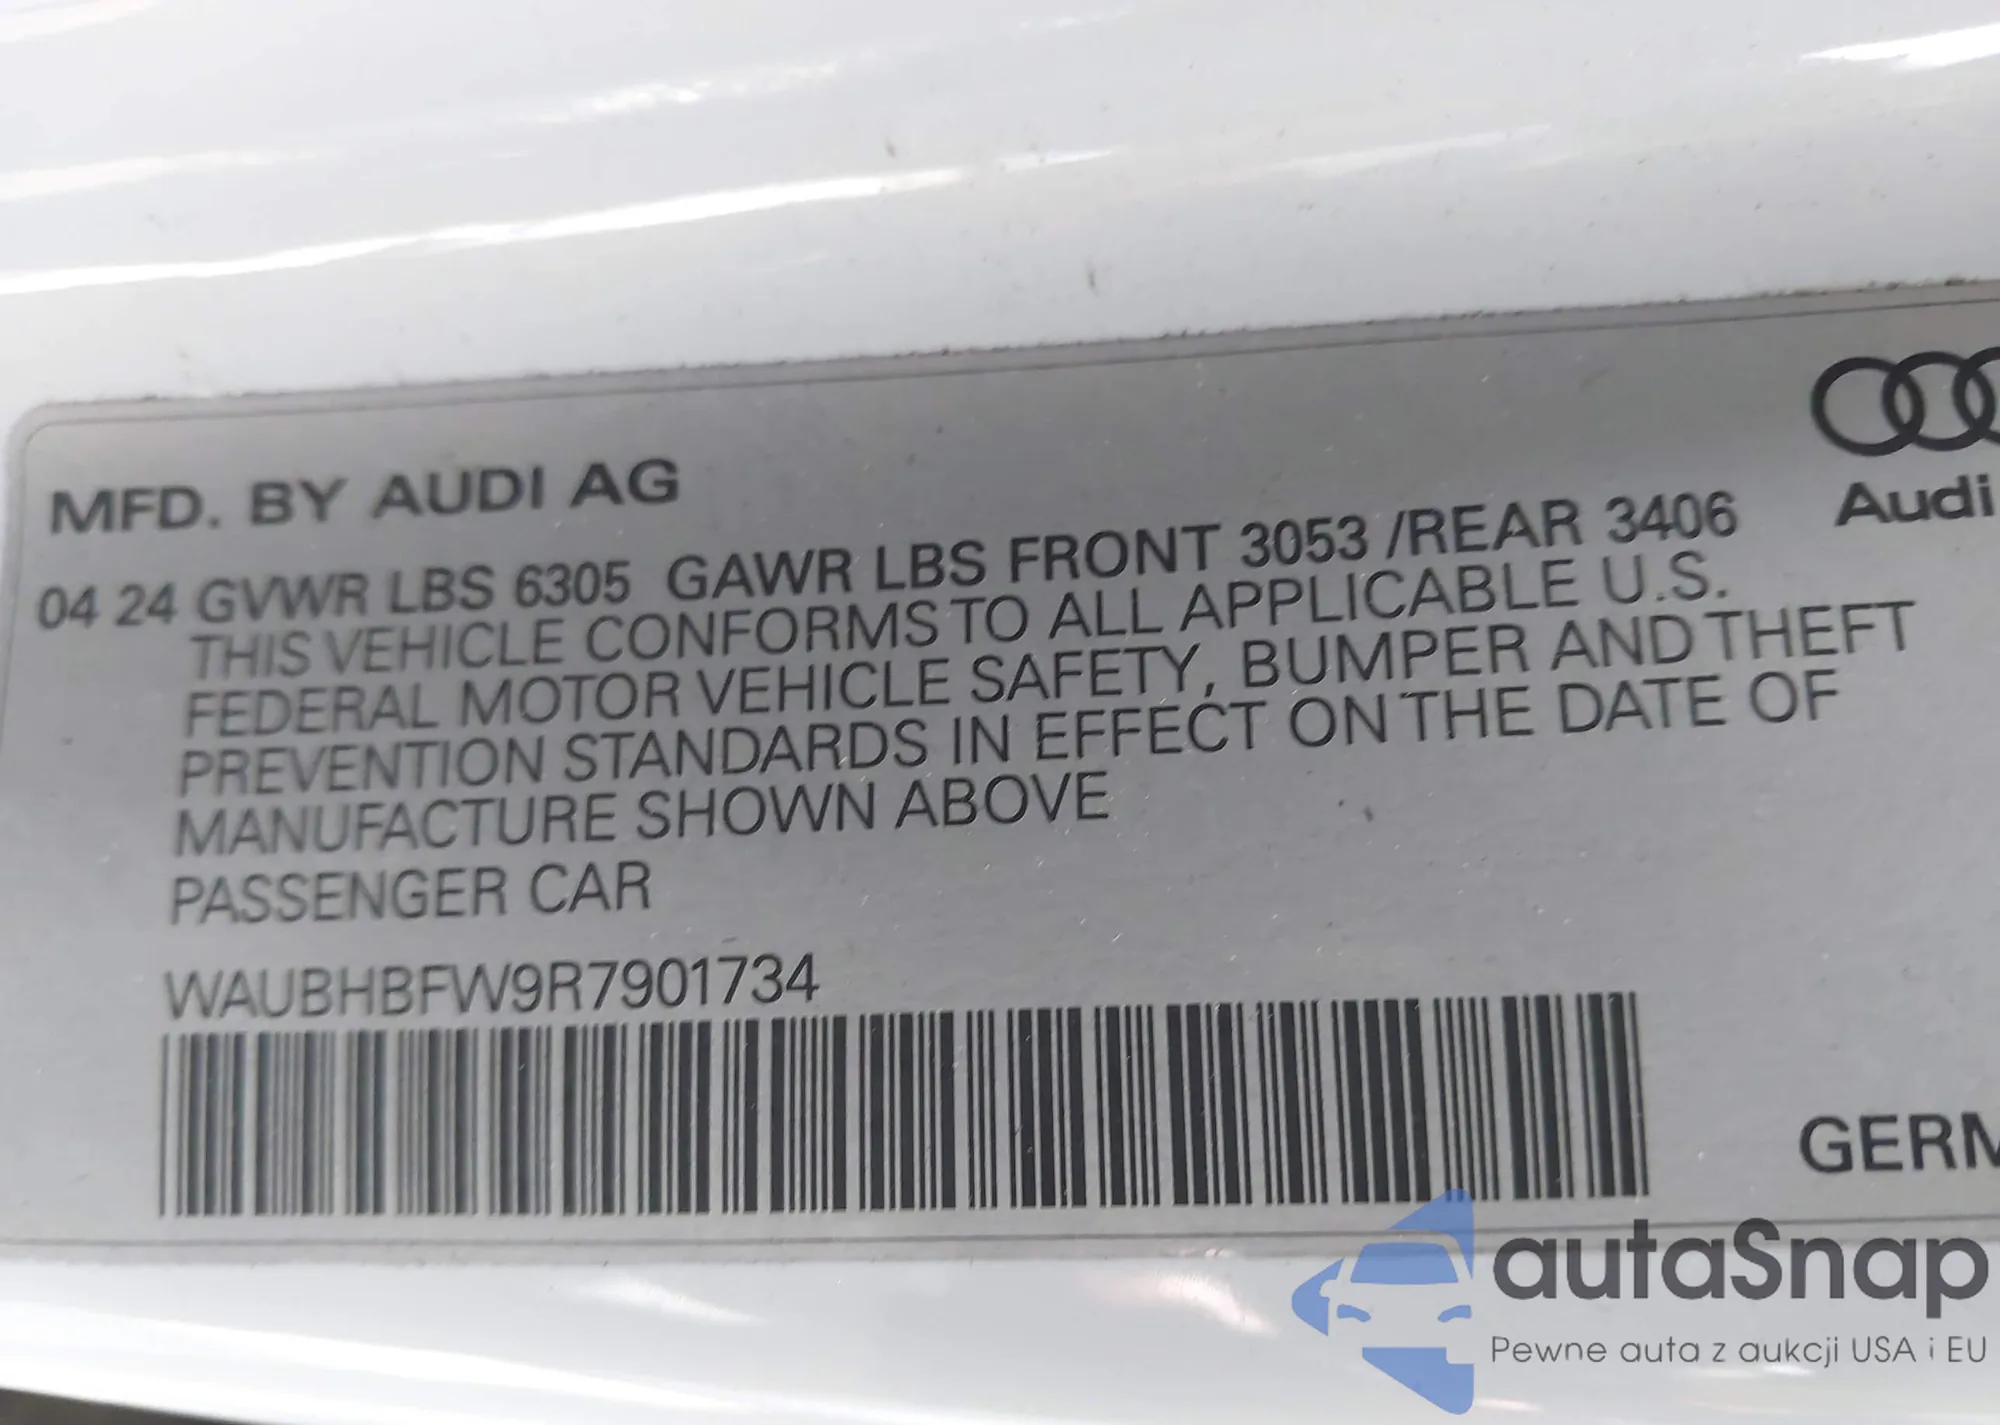 MFD. BY AUDI AG
04 24 GVWR LBS 6305 GAWR LBS FRONT 3053 /REAR 3406
THIS VEHICLE CONFORMS TO ALL APPLICABLE U.S.
FEDERAL MOTOR VEHICLE SAFETY, BUMPER AND THEFT
PREVENTION STANDARDS IN EFFECT ON THE DATE OF
MANUFACTURE SHOWN ABOVE
PASSENGER CAR
WAUBHBFW9R7901734
Audi
GERM
autaSnap
Pewne auta z aukcji USA i EU